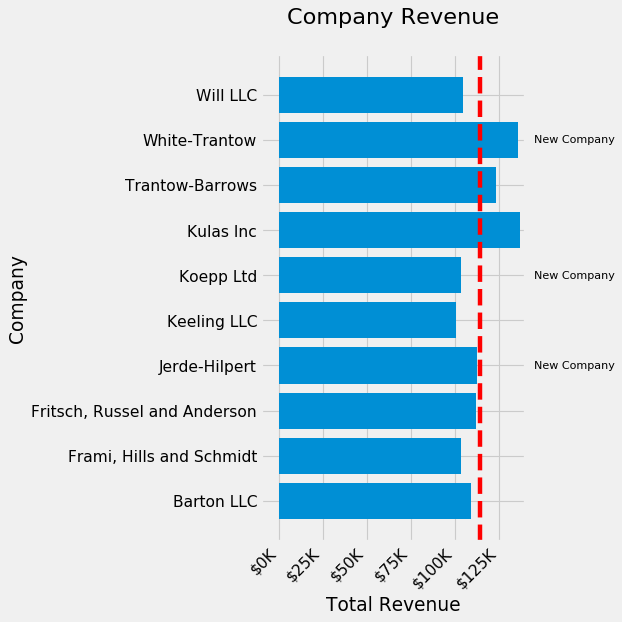 Company Revenue
Will LLC
White-Trantow
New Company
Trantow-Barrows
Kulas Inc
Koepp Ltd
New Company
Keeling LLC
Jerde-Hilpert
New Company
Fritsch, Russel and Anderson
Frami, Hills and Schmidt
Barton LLC
Company
$0K
$25K
$50K
$75K
$100K
$125K
Total Revenue